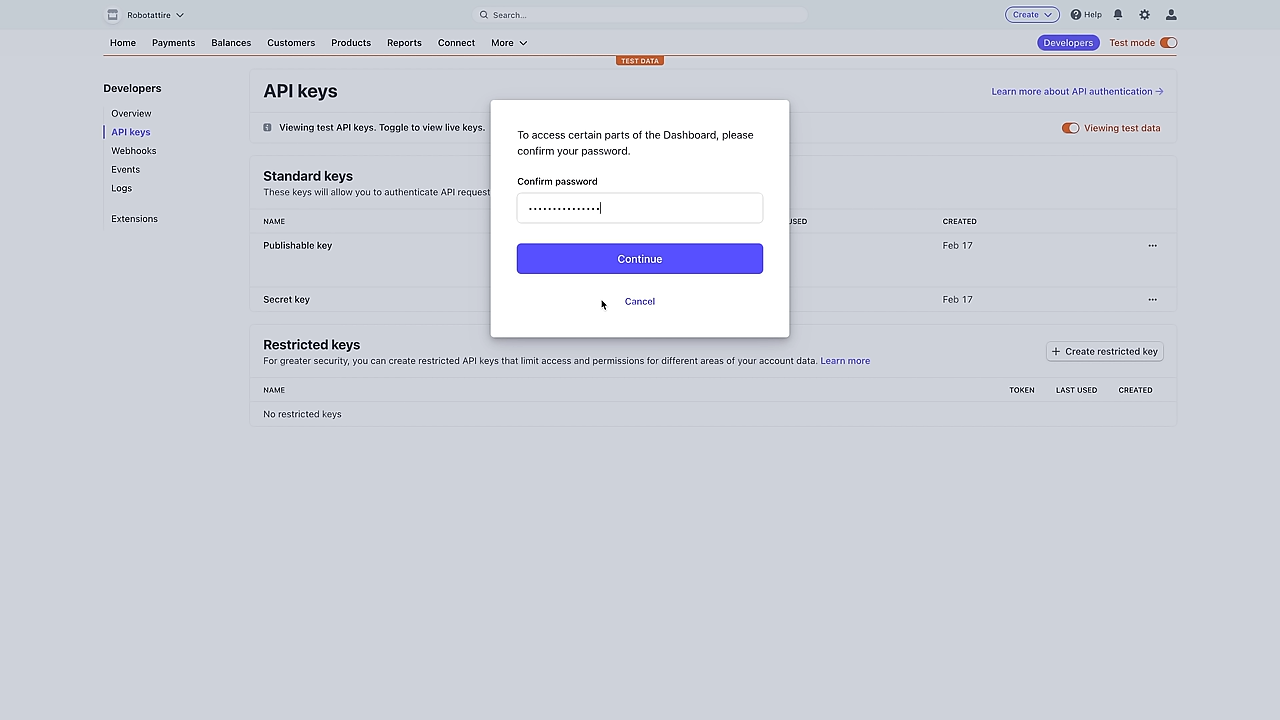 Robotattire
Search...
Create
Help
Home Payments Balances Customers Products Reports Connect More
Developers
Test mode
TEST DATA
Developers
Overview
API keys
Webhooks
Events
Logs
Extensions
API keys
Learn more about API authentication →
Viewing test API keys. Toggle to view live keys.
Viewing test data
Standard keys
These keys will allow you to authenticate API
NAME
CREATED
Publishable key
Feb 17
Secret key
Feb 17
Restricted keys
For greater security, you can create restricted API keys that limit access and permissions for different areas of your account data. Learn more
+ Create restricted key
NAME TOKEN LAST USED CREATED
No restricted keys
To access certain parts of the Dashboard, please
confirm your password.
Confirm password
•••••••••••••••
Continue
Cancel